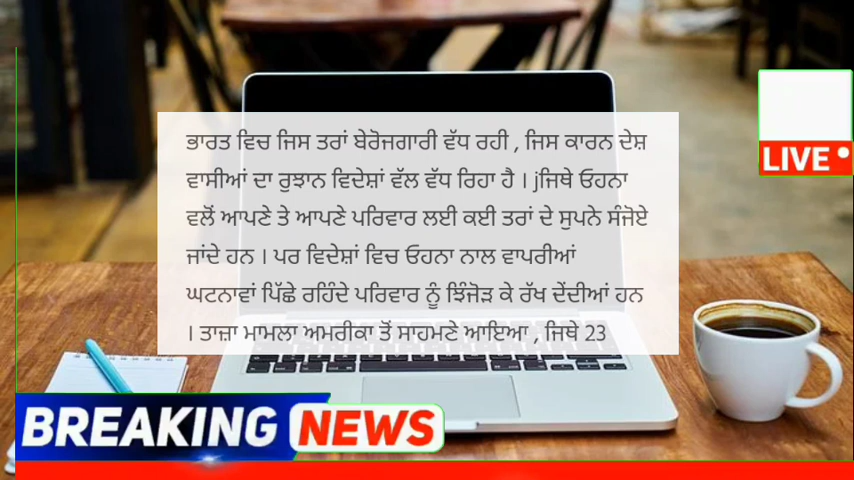 ਭਾਰਤ ਵਿਚ ਜਿਸ ਤਰਾਂ ਬੇਰੋਜਗਾਰੀ ਵੱਧ ਰਹੀ , ਜਿਸ ਕਾਰਨ ਦੇਸ਼
ਵਾਸੀਆਂ ਦਾ ਰੁਝਾਨ ਵਿਦੇਸ਼ਾਂ ਵੱਲ ਵੱਧ ਰਿਹਾ ਹੈ । jਜਿਥੇ ਓਹਨਾ
ਵਲੋਂ ਆਪਣੇ ਤੇ ਆਪਣੇ ਪਰਿਵਾਰ ਲਈ ਕਈ ਤਰਾਂ ਦੇ ਸੁਪਨੇ ਸੰਜੋਏ
ਜਾਂਦੇ ਹਨ । ਪਰ ਵਿਦੇਸ਼ਾਂ ਵਿਚ ਓਹਨਾ ਨਾਲ ਵਾਪਰੀਆਂ
ਘਟਨਾਵਾਂ ਪਿੱਛੇ ਰਹਿੰਦੇ ਪਰਿਵਾਰ ਨੂੰ ਝਿੰਜੋੜ ਕੇ ਰੱਖ ਦੇਂਦੀਆਂ ਹਨ
। ਤਾਜ਼ਾ ਮਾਮਲਾ ਅਮਰੀਕਾ ਤੋਂ ਸਾਹਮਣੇ ਆਇਆ , ਜਿਥੇ 23
LIVE
BREAKING NEWS